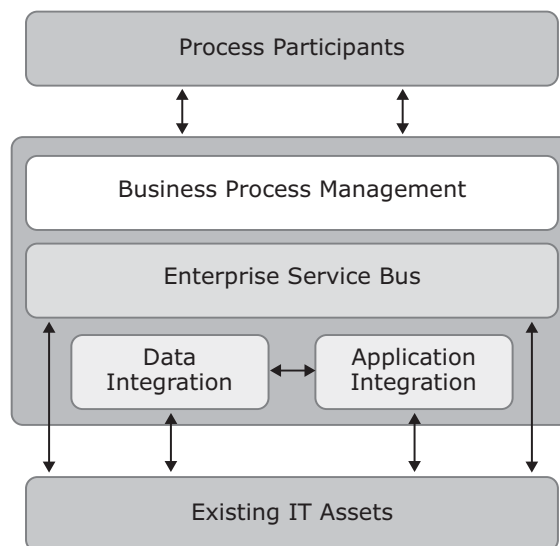 Process Participants
Business Process Management
Enterprise Service Bus
Data
Integration
Application
Integration
Existing IT Assets